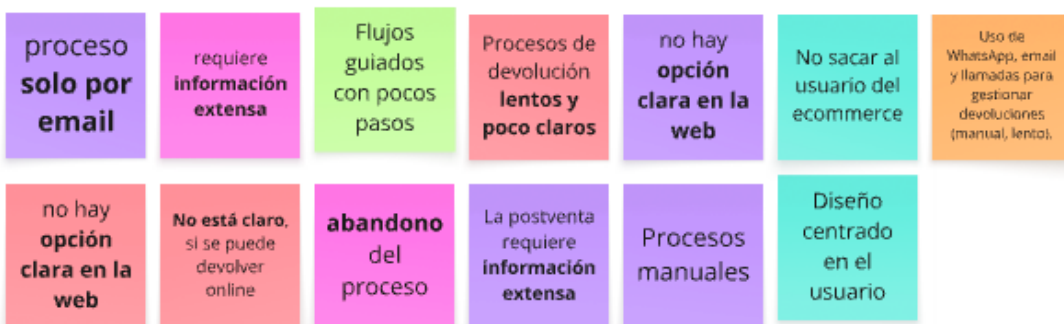 proceso
solo por
email
requiere
información
extensa
Flujos
guiados
con pocos
pasos
Procesos de
devolución
lentos y
poco claros
no hay
opción
clara en la
web
No sacar al
usuario del
ecommerce
Uso de
WhatsApp, email
y llamadas para
gestionar
devoluciones
(manual, lento).
no hay
opción
clara en la
web
No está claro,
si se puede
devolver
online
abandono
del
proceso
La postventa
requiere
información
extensa
Procesos
manuales
Diseño
centrado
en el
usuario